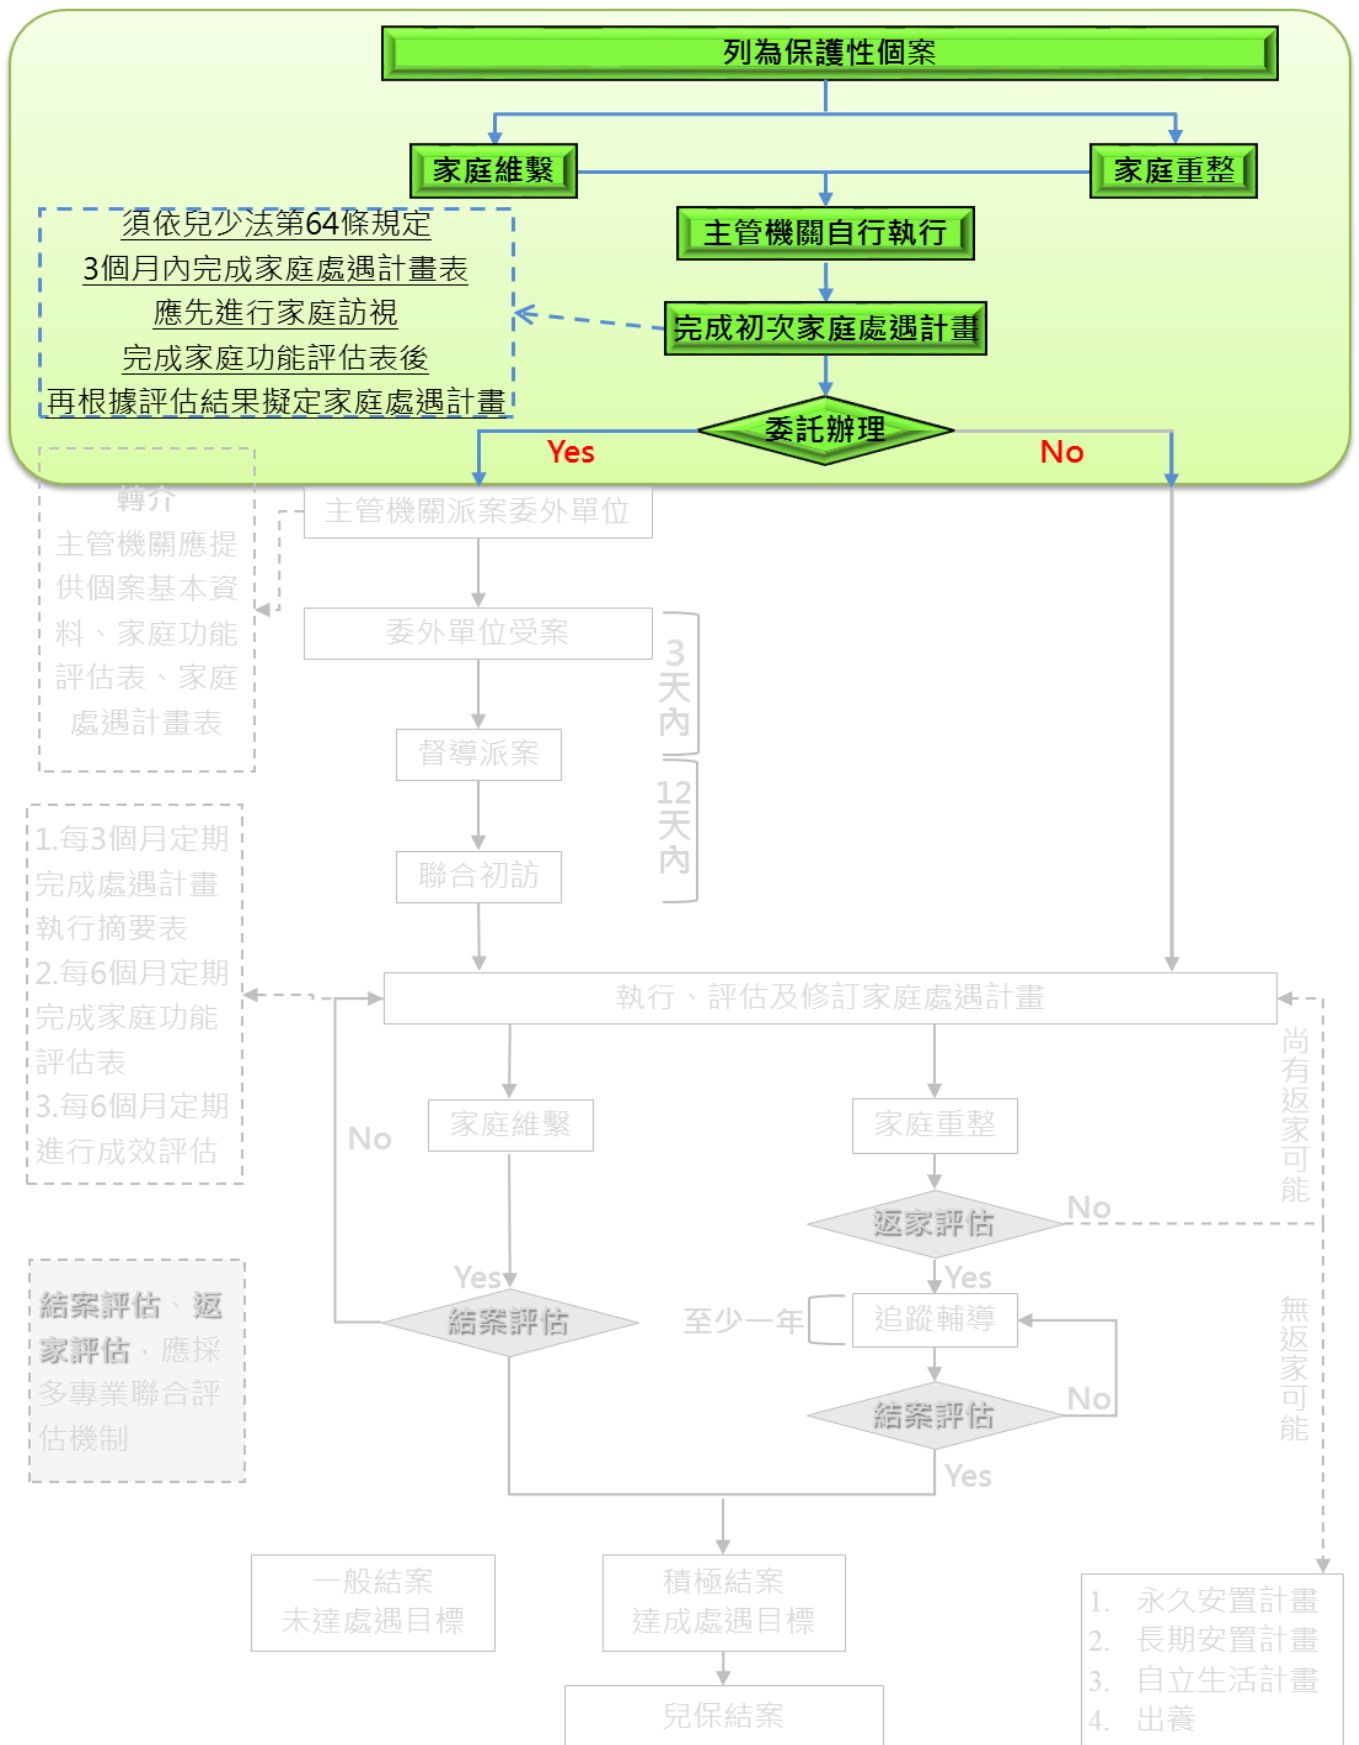 列為保護性個案
家庭維繫
家庭重整
主管機關自行執行
須依兒少法第64條規定
3個月內完成家庭處遇計畫表
應先進行家庭訪視
完成家庭功能評估表後
再根據評估結果擬定家庭處遇計畫
完成初次家庭處遇計畫
委託辦理
Yes
No
轉介
主管機關應提
供個案基本資
料、家庭功能
評估表、家庭
處遇計畫表
主管機關派案委外單位
委外單位受案
3天內
督導派案
12天內
聯合初訪
1.每3個月定期
完成處遇計畫
執行摘要表
2.每6個月定期
完成家庭功能
評估表
3.每6個月定期
進行成效評估
執行、評估及修訂家庭處遇計畫
尚有返家可能
No
家庭維繫
家庭重整
返家評估
No
Yes
Yes
結案評估、返
家評估，應採
多專業聯合評
估機制
結案評估
至少一年
追蹤輔導
無返家可能
結案評估
No
Yes
一般結案
未達處遇目標
積極結案
達成處遇目標
1. 永久安置計畫
2. 長期安置計畫
3. 自立生活計畫
4. 出養
兒保結案